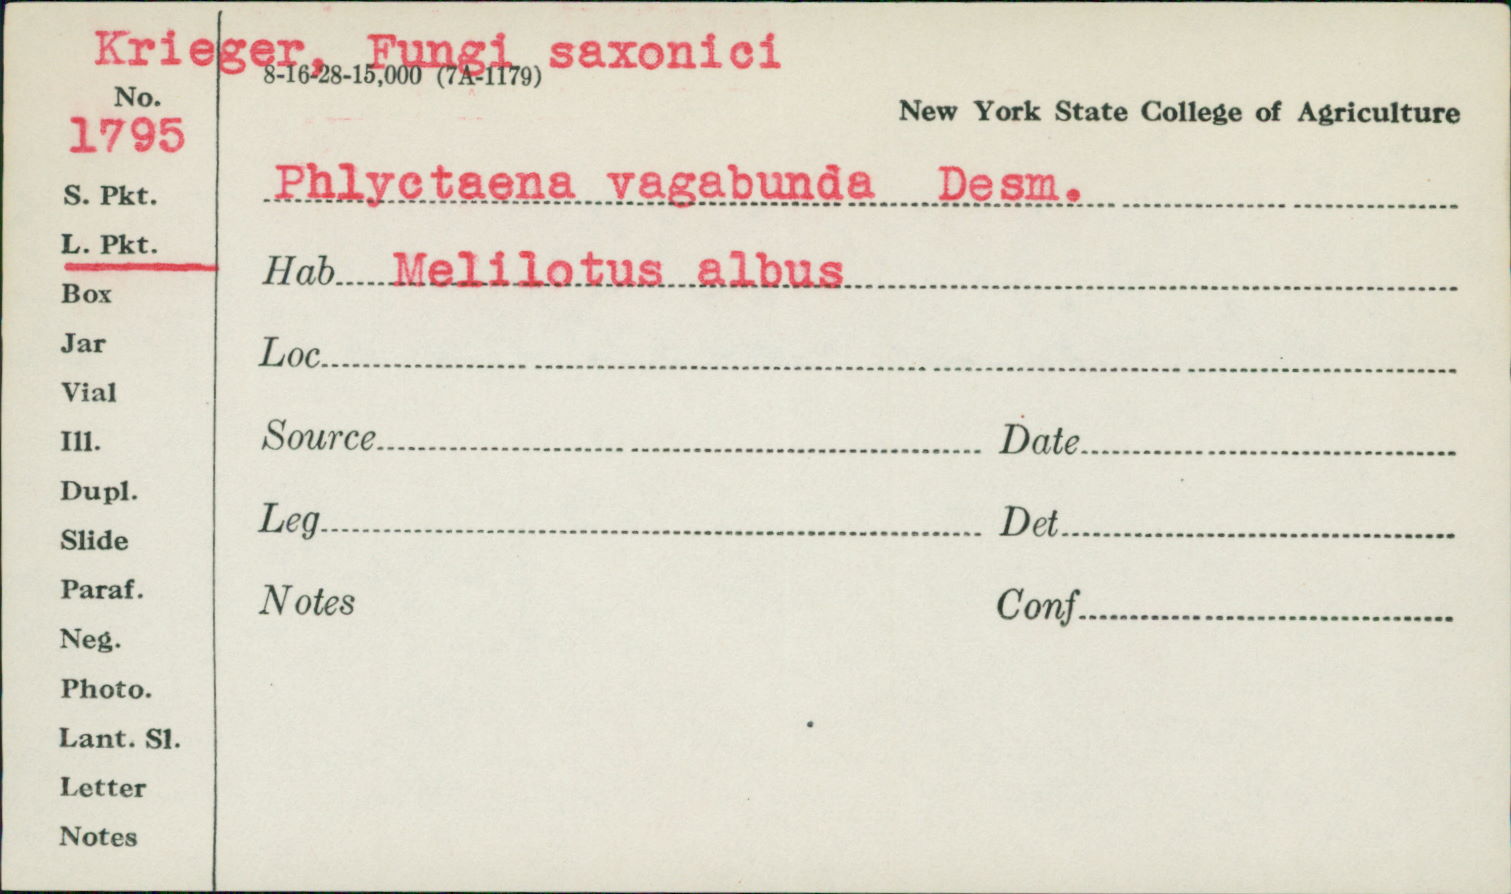 Krieger, Fungi saxonici
8-16-28-15,000 (7A-1179)
No.
1795
New York State College of Agriculture
S. Pkt.
Phlyctaena vagabunda Desm.
L. Pkt.
Hab Melilotus albus
Box
Jar
Loc
Vial
Ill.
Source
Date
Dupl.
Slide
Leg
Det
Paraf.
Notes
Conf
Neg.
Photo.
Lant. Sl.
Letter
Notes